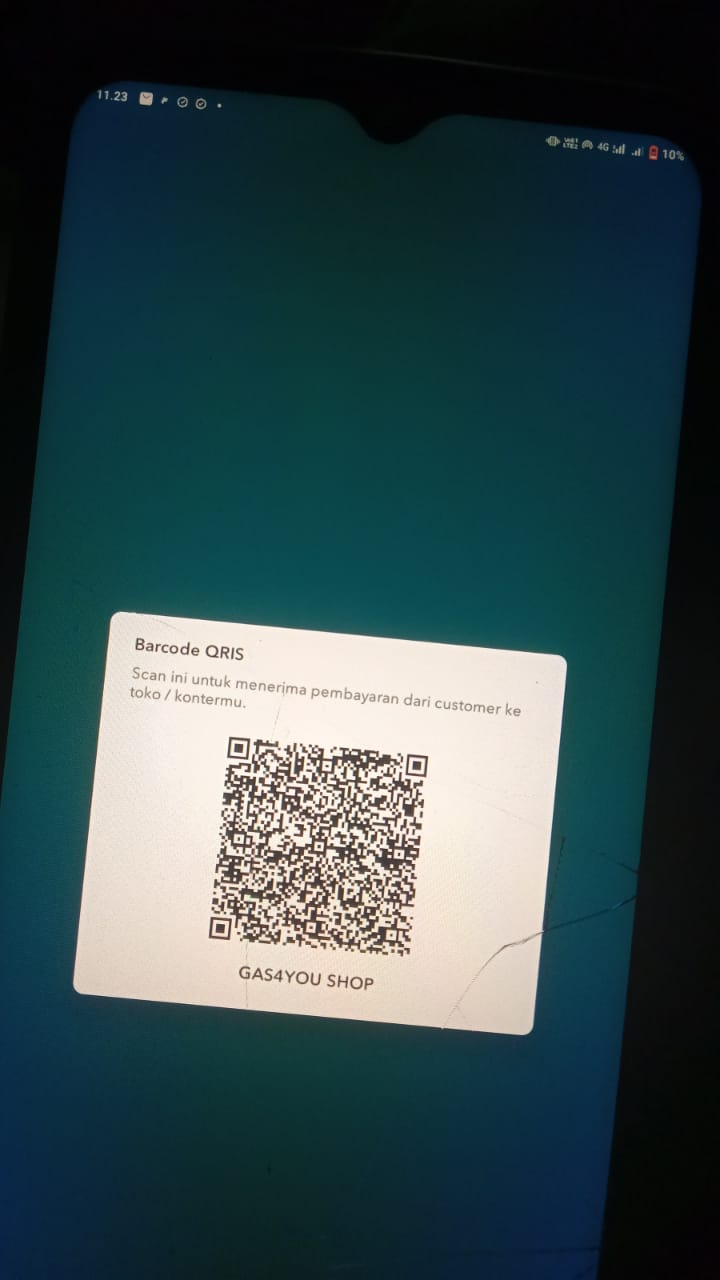 11.23
4G 10%
Barcode QRIS
Scan ini untuk menerima pembayaran dari customer ke
toko / kontermu.
GAS4YOU SHOP